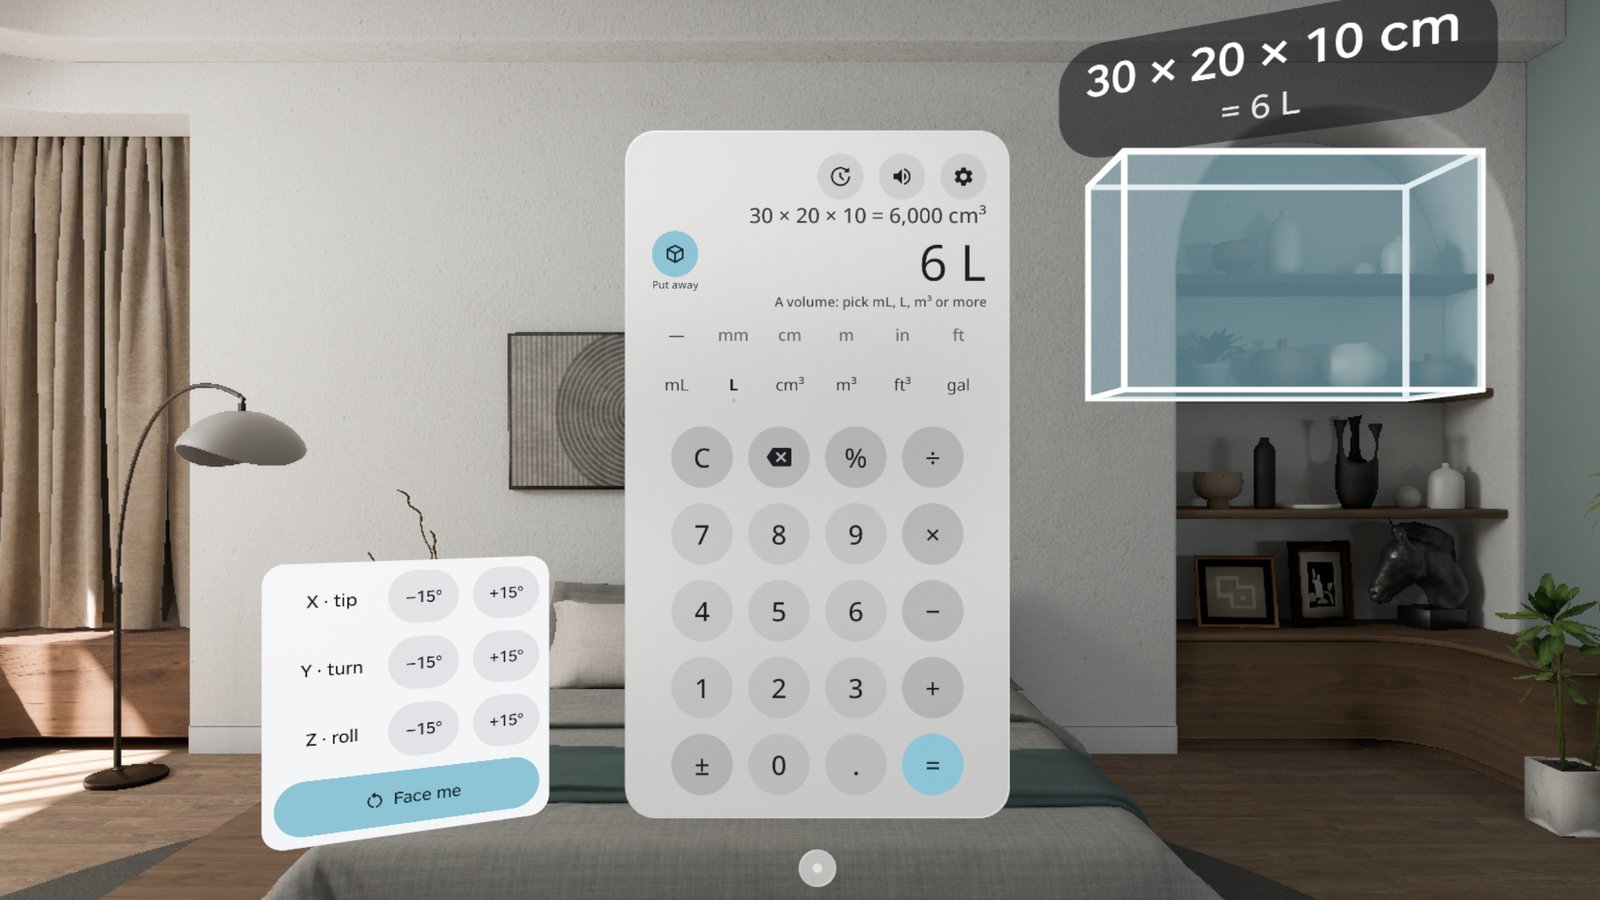 30 × 20 × 10 cm
= 6 L
30 × 20 × 10 = 6,000 cm³
6 L
Put away
A volume: pick mL, L, m³ or more
— mm cm m in ft
mL L cm³ m³ ft³ gal
C % ÷
7 8 9 ×
4 5 6 −
1 2 3 +
± 0 . =
X · tip −15° +15°
Y · turn −15° +15°
Z · roll −15° +15°
Face me